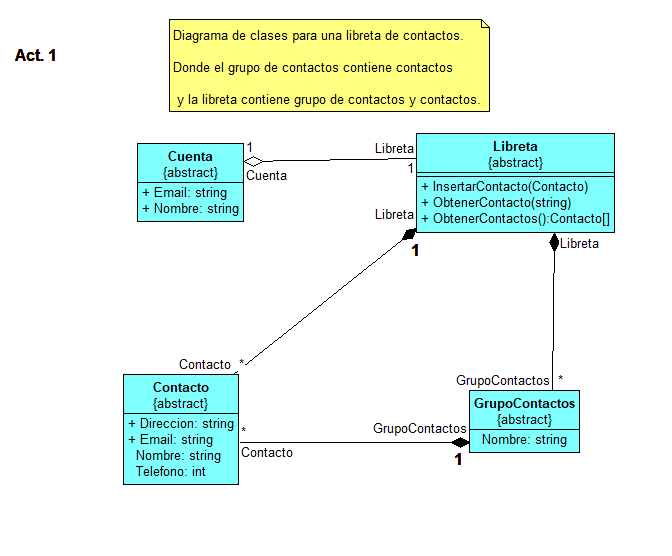 Act. 1
Diagrama de clases para una libreta de contactos.
Donde el grupo de contactos contiene contactos
y la libreta contiene grupo de contactos y contactos.
Cuenta
{abstract}
+ Email: string
+ Nombre: string
1
Cuenta
Libreta
1
Libreta
{abstract}
+ InsertarContacto(Contacto)
+ ObtenerContacto(string)
+ ObtenerContactos():Contacto[]
Libreta
1
Libreta
Contacto *
GrupoContactos *
Contacto
{abstract}
+ Direccion: string
+ Email: string
Nombre: string
Telefono: int
*
Contacto
GrupoContactos
1
GrupoContactos
{abstract}
Nombre: string